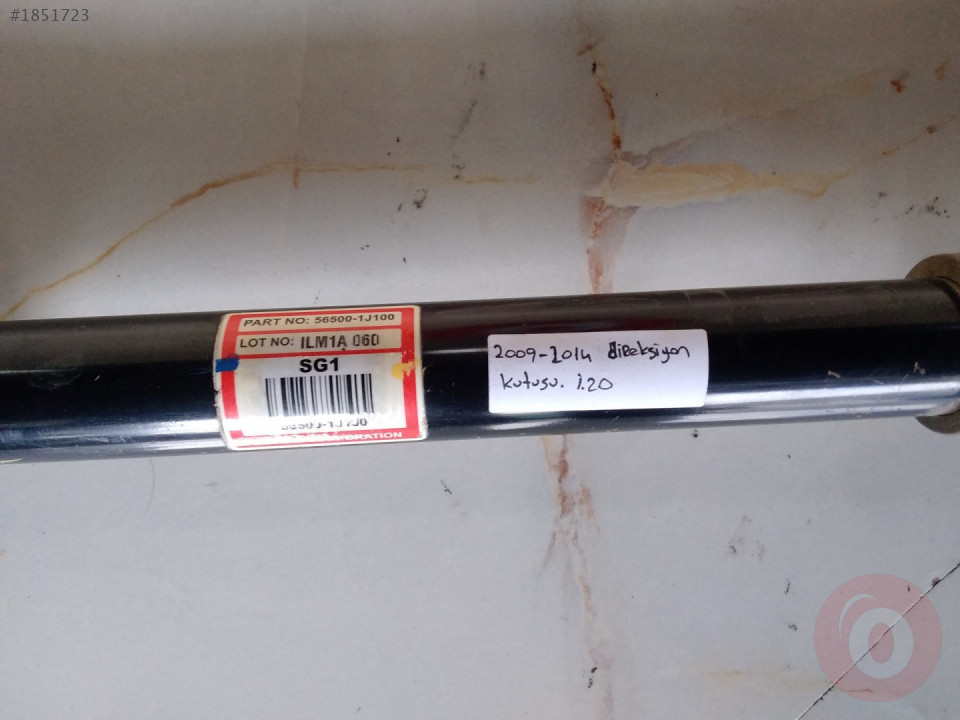 #1851723
PART NO: 56500-1J100
LOT NO: ILM1A 060
SG1
2009-2014 direksiyon
kutusu. i20